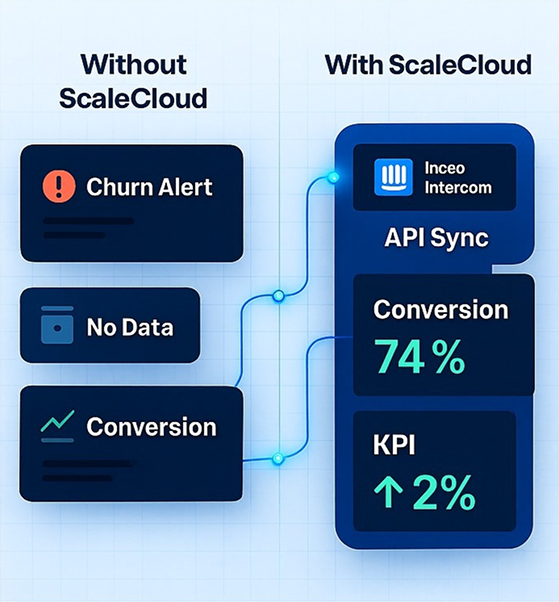 Without
ScaleCloud
Churn Alert
No Data
Conversion
With ScaleCloud
Inceo
Intercom
API Sync
Conversion
74%
KPI
↑ 2%